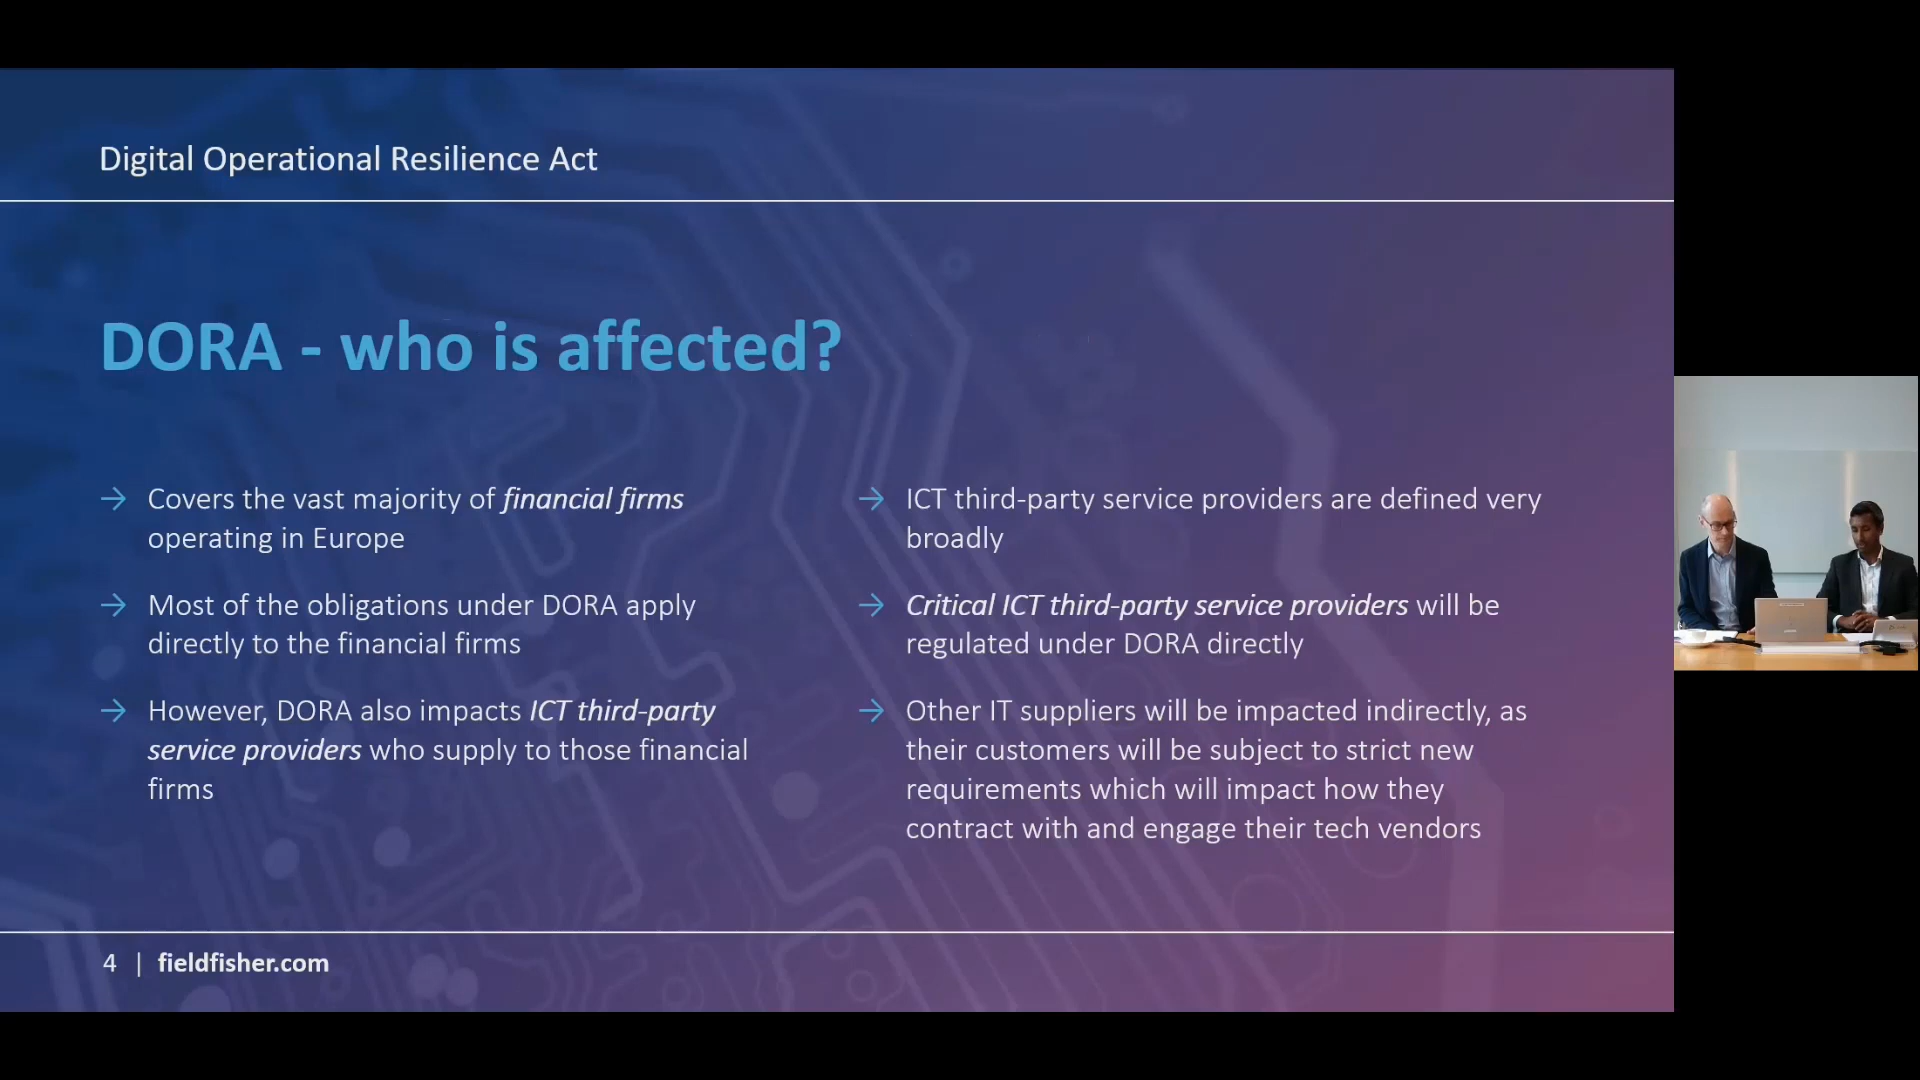 Digital Operational Resilience Act
DORA - who is affected?
→ Covers the vast majority of financial firms
operating in Europe
→ Most of the obligations under DORA apply
directly to the financial firms
→ However, DORA also impacts ICT third-party
service providers who supply to those financial
firms
→ ICT third-party service providers are defined very
broadly
→ Critical ICT third-party service providers will be
regulated under DORA directly
→ Other IT suppliers will be impacted indirectly, as
their customers will be subject to strict new
requirements which will impact how they
contract with and engage their tech vendors
4 | fieldfisher.com